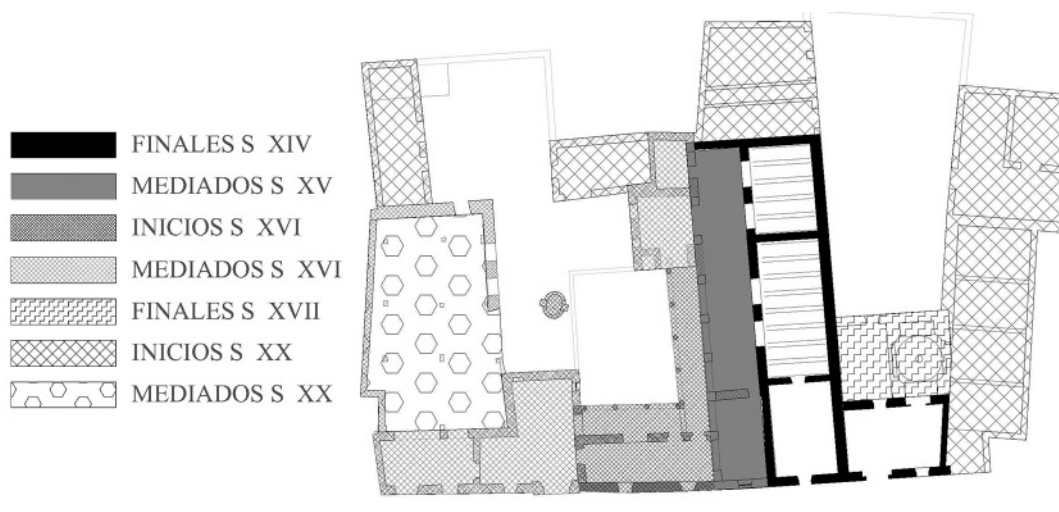 FINALES S XIV
MEDIADOS S XV
INICIOS S XVI
MEDIADOS S XVI
FINALES S XVII
INICIOS S XX
MEDIADOS S XX